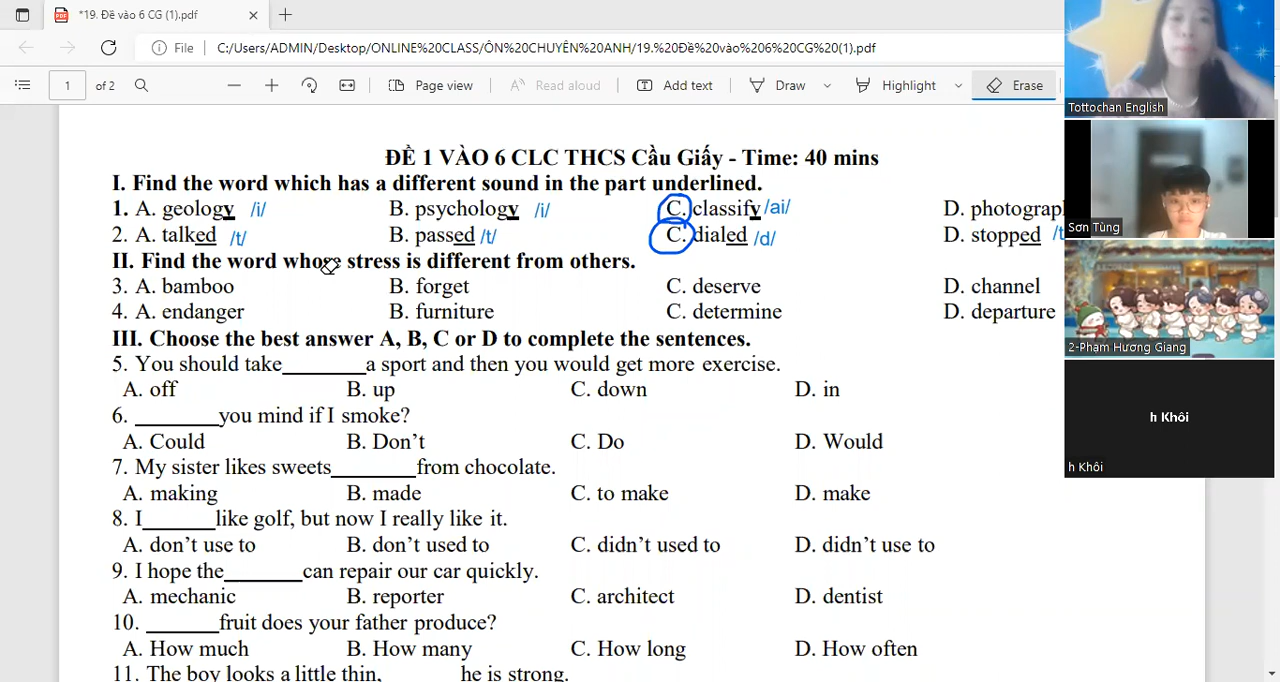 *19. Đề vào 6 CG (1).pdf
File C:/Users/ADMIN/Desktop/ONLINE%20CLASS/ÔN%20CHUYÊN%20ANH/19.%20Đề%20vào%206%20CG%20(1).pdf
1 of 2 Page view Read aloud Add text Draw Highlight Erase
ĐỀ 1 VÀO 6 CLC THCS Cầu Giấy - Time: 40 mins
I. Find the word which has a different sound in the part underlined.
1. A. geology /i/ B. psychology /i/ C. classify /ai/ D.
2. A. talked /t/ B. passed /t/ C. dialed /d/ D. stopped
II. Find the word whose stress is different from others.
3. A. bamboo B. forget C. deserve D. channel
4. A. endanger B. furniture C. determine D. departure
III. Choose the best answer A, B, C or D to complete the sentences.
5. You should take________a sport and then you would get more exercise.
A. off B. up C. down D. in
6. ________you mind if I smoke?
A. Could B. Don’t C. Do D. Would
7. My sister likes sweets________from chocolate.
A. making B. made C. to make D. make
8. I_______like golf, but now I really like it.
A. don’t use to B. don’t used to C. didn’t used to D. didn’t use to
9. I hope the________can repair our car quickly.
A. mechanic B. reporter C. architect D. dentist
10. _______fruit does your father produce?
A. How much B. How many C. How long D. How often
11. The boy looks a little thin,_______he is strong.
Tottochan English
Sơn Tùng
2-Phạm Hương Giang
h Khôi
h Khôi